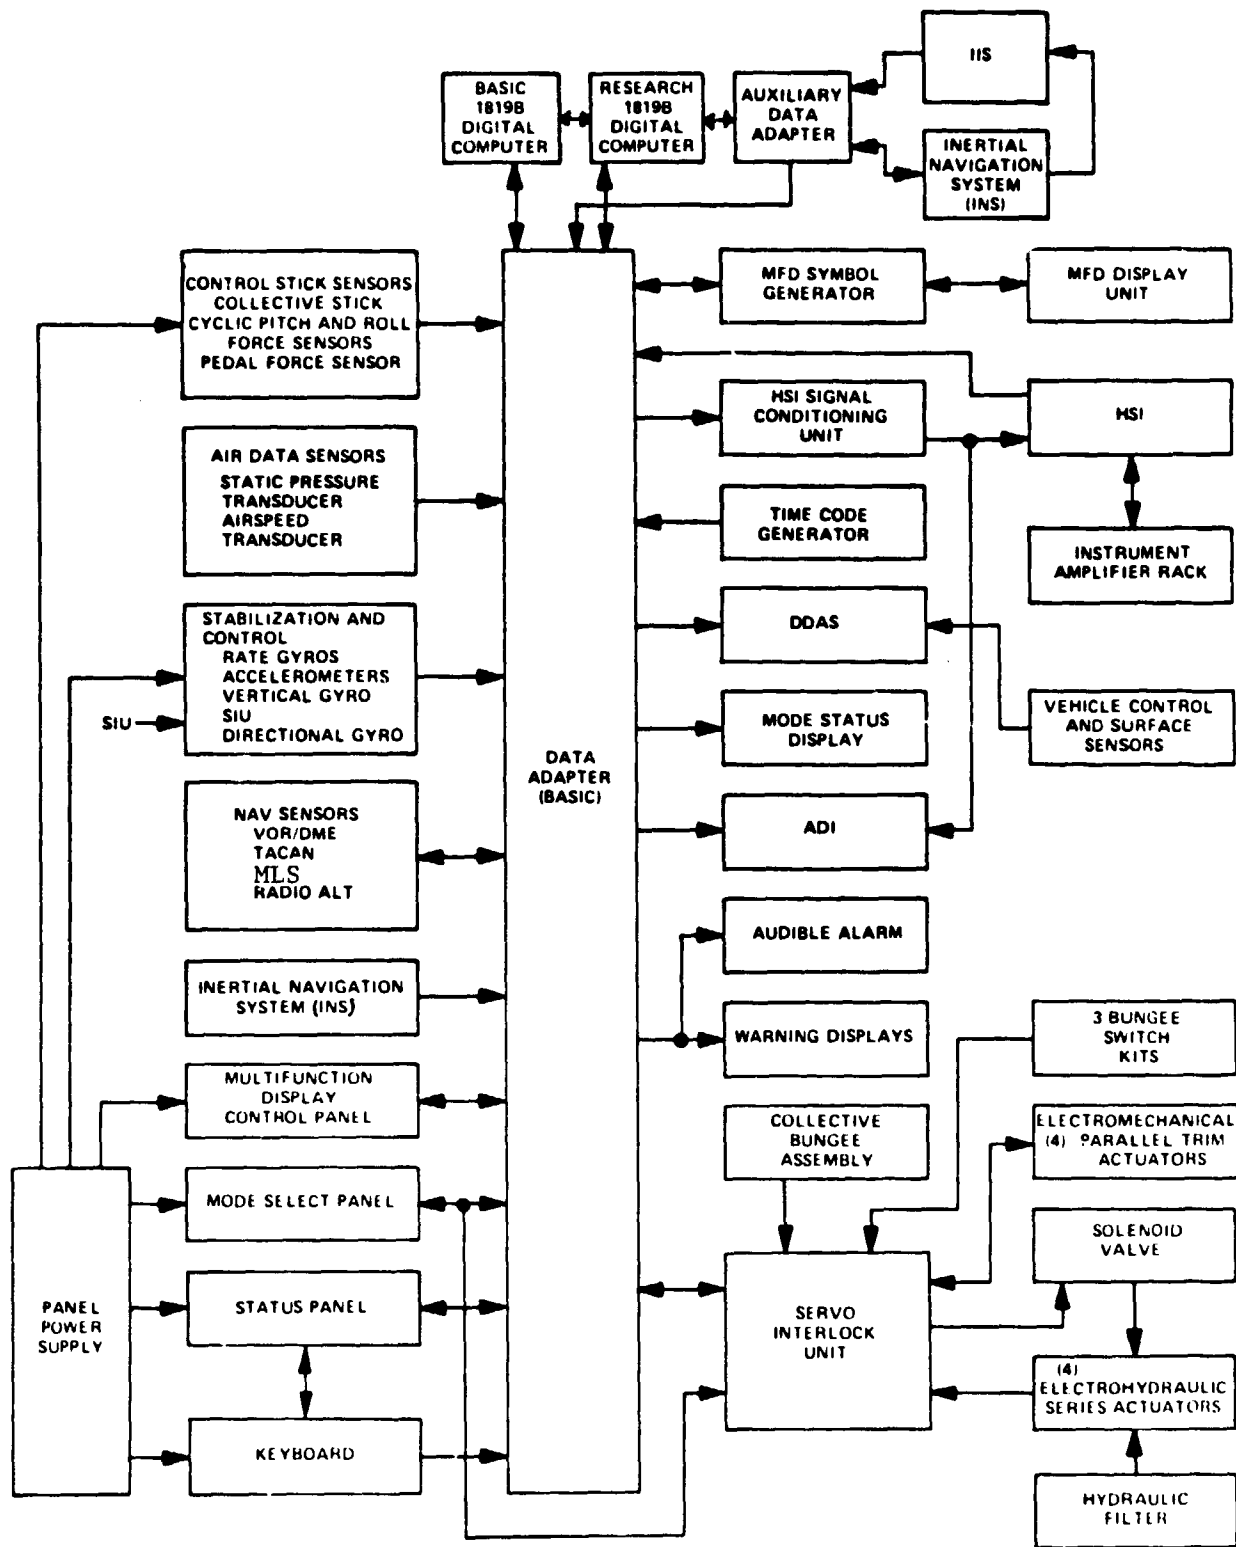 IIS
BASIC
1819B
DIGITAL
COMPUTER
RESEARCH
1819B
DIGITAL
COMPUTER
AUXILIARY
DATA
ADAPTER
INERTIAL
NAVIGATION
SYSTEM
(INS)
CONTROL STICK SENSORS
COLLECTIVE STICK
CYCLIC PITCH AND ROLL
FORCE SENSORS
PEDAL FORCE SENSOR
MFD SYMBOL
GENERATOR
MFD DISPLAY
UNIT
HSI SIGNAL
CONDITIONING
UNIT
HSI
AIR DATA SENSORS
STATIC PRESSURE
TRANSDUCER
AIRSPEED
TRANSDUCER
TIME CODE
GENERATOR
INSTRUMENT
AMPLIFIER RACK
STABILIZATION AND
CONTROL
RATE GYROS
ACCELEROMETERS
VERTICAL GYRO
SIU
DIRECTIONAL GYRO
SIU
DDAS
MODE STATUS
DISPLAY
VEHICLE CONTROL
AND SURFACE
SENSORS
DATA
ADAPTER
(BASIC)
NAV SENSORS
VOR/DME
TACAN
MLS
RADIO ALT
ADI
AUDIBLE ALARM
INERTIAL NAVIGATION
SYSTEM (INS)
WARNING DISPLAYS
3 BUNGEE
SWITCH
KITS
MULTIFUNCTION
DISPLAY
CONTROL PANEL
COLLECTIVE
BUNGEE
ASSEMBLY
ELECTROMECHANICAL
(4) PARALLEL TRIM
ACTUATORS
MODE SELECT PANEL
SOLENOID
VALVE
PANEL
POWER
SUPPLY
STATUS PANEL
SERVO
INTERLOCK
UNIT
(4)
ELECTROHYDRAULIC
SERIES ACTUATORS
KEYBOARD
HYDRAULIC
FILTER